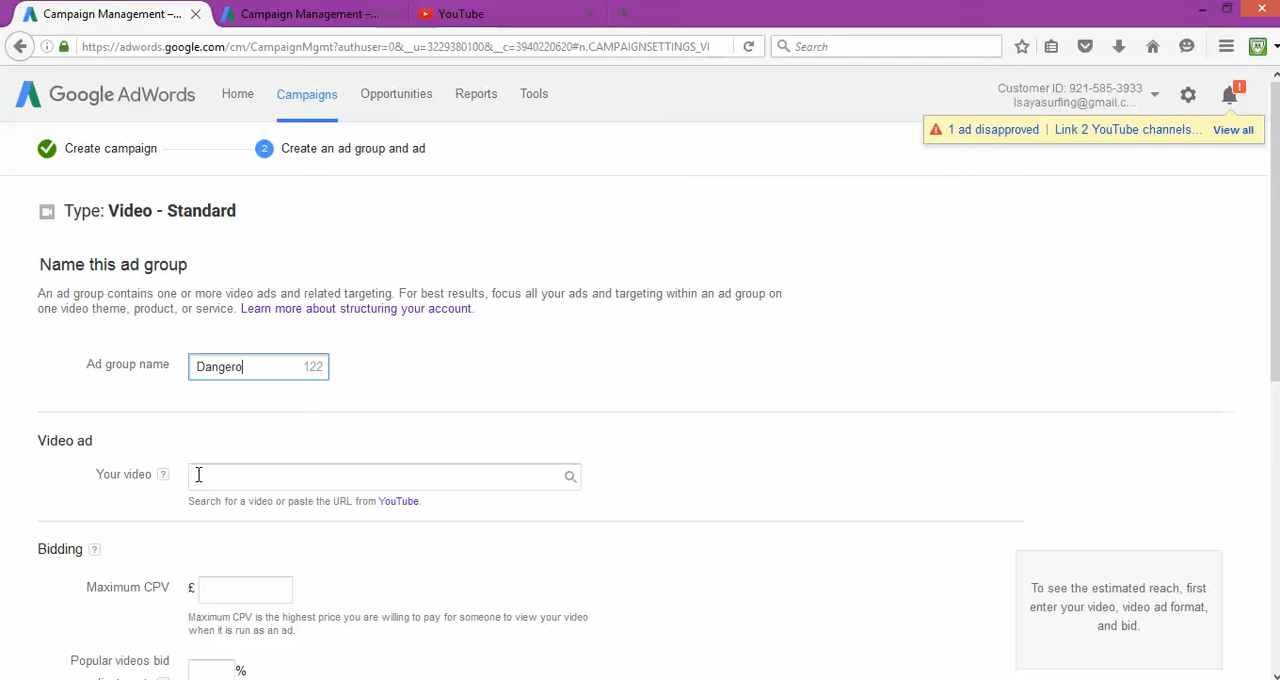 Campaign Management –...
Campaign Management –...
YouTube
https://adwords.google.com/cm/CampaignMgmt?authuser=0&__u=3229380100&__c=3940223620#n.CAMPAIGNSETTINGS_VI
Search
Google AdWords
Home
Campaigns
Opportunities
Reports
Tools
Customer ID: 921-585-3933
lsayasurfing@gmail.c...
1 ad disapproved | Link 2 YouTube channels... View all
Create campaign
2 Create an ad group and ad
Type: Video - Standard
Name this ad group
An ad group contains one or more video ads and related targeting. For best results, focus all your ads and targeting within an ad group on
one video theme, product, or service. Learn more about structuring your account.
Ad group name
Dangero 122
Video ad
Your video ?
Search for a video or paste the URL from YouTube.
Bidding ?
Maximum CPV £
Maximum CPV is the highest price you are willing to pay for someone to view your video
when it is run as an ad.
To see the estimated reach, first
enter your video, video ad format,
and bid.
Popular videos bid
%